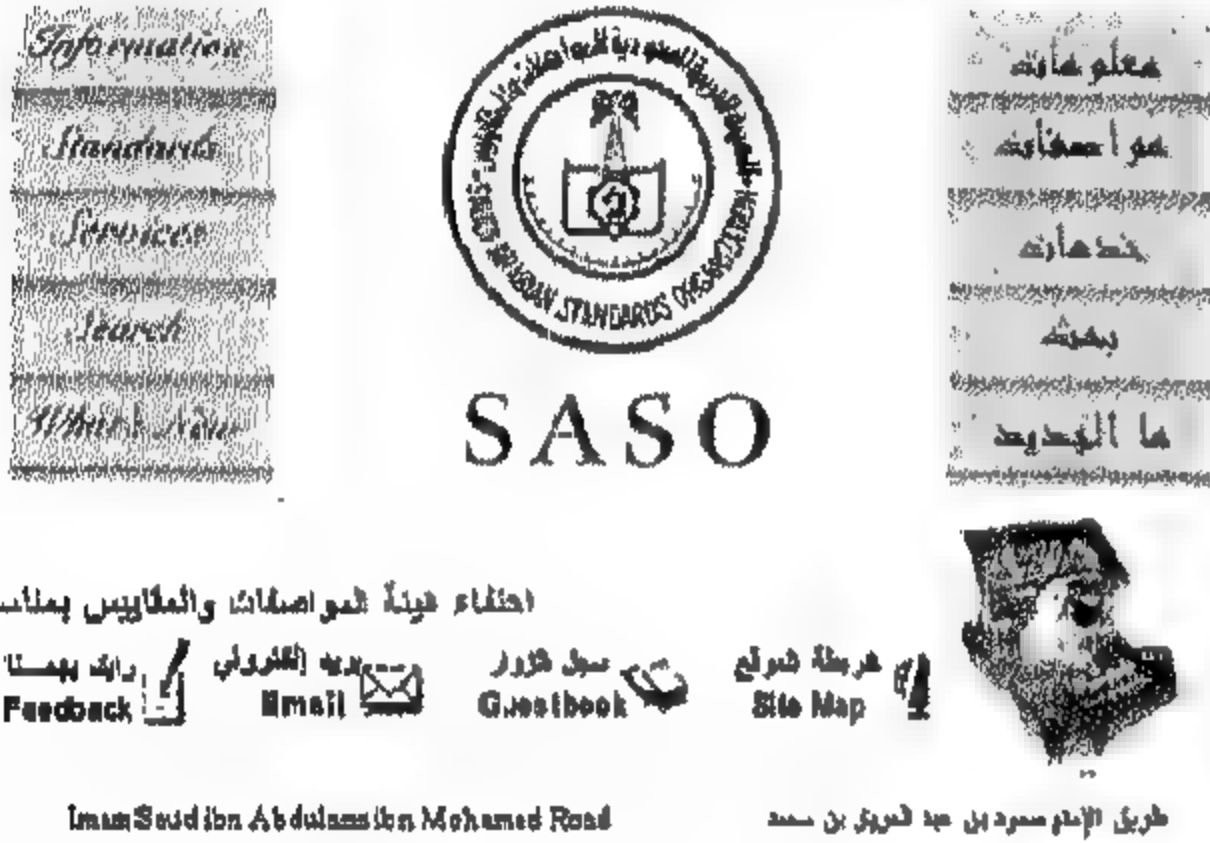 Information
Standards
Services
Search
What's New
SAUDI ARABIAN STANDARDS ORGANIZATION
SASO
معلومات
مواصفات
خدمات
بحث
ما الجديد
احتفاء هيئة المواصفات والمقاييس
خريطة الموقع
Site Map
سجل الزوار
Guestbook
بريد إلكتروني
Email
رايك يهمنا
Feedback
طريق الإمام سعود بن عبد العزيز بن محمد
Imam Saud ibn Abdulaziz ibn Mohamed Road